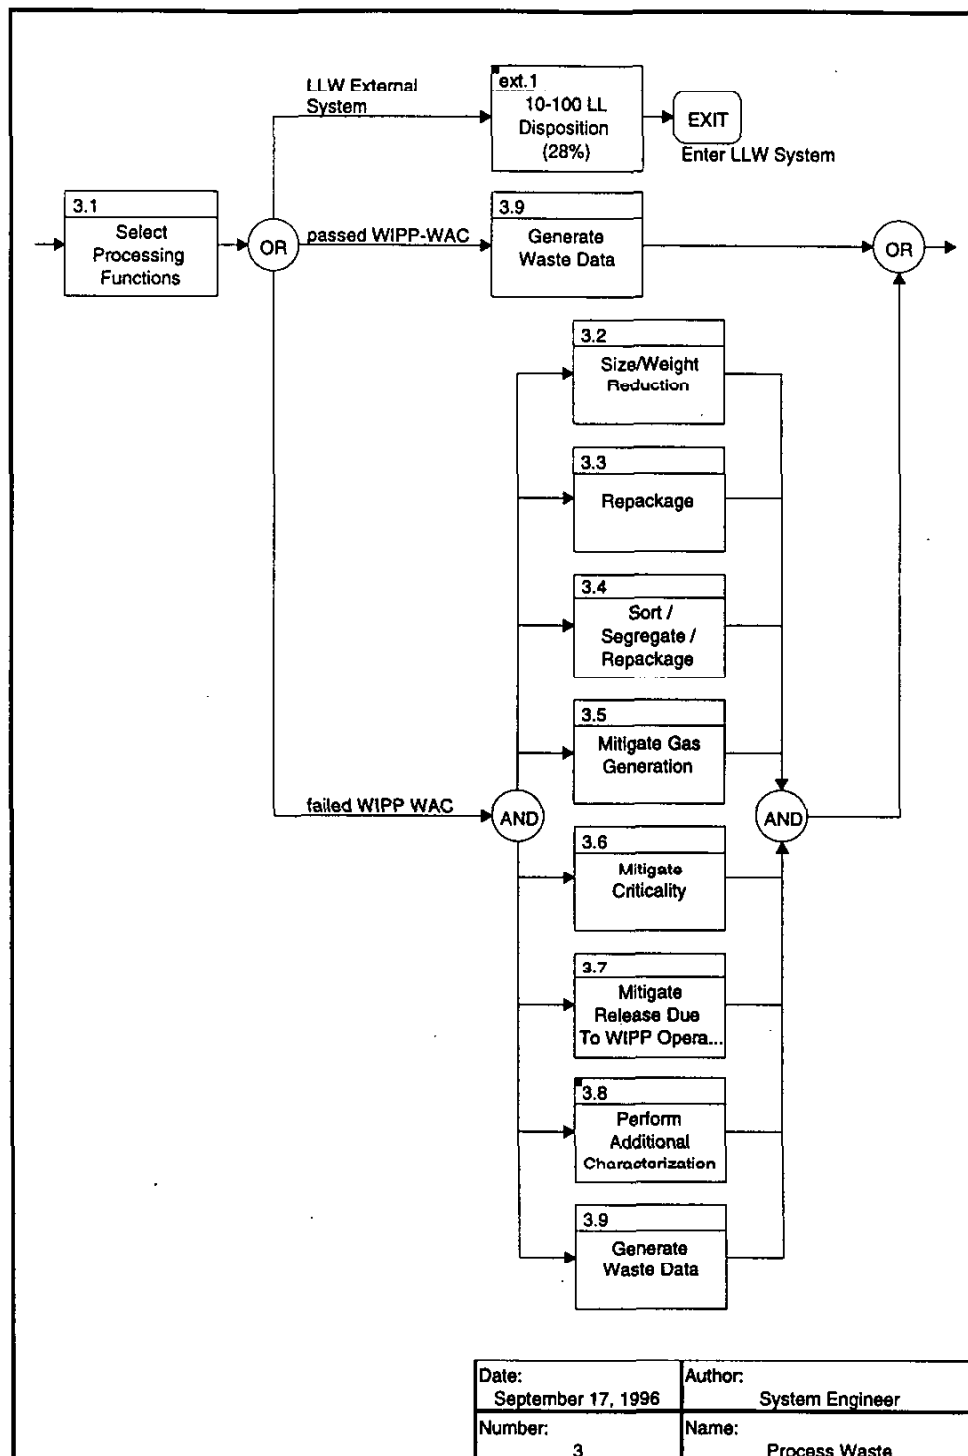 LLW External
System
ext.1
10-100 LL
Disposition
(28%)
EXIT
Enter LLW System
3.1
Select
Processing
Functions
OR
passed WIPP-WAC
3.9
Generate
Waste Data
OR
3.2
Size/Weight
Reduction
3.3
Repackage
3.4
Sort /
Segregate /
Repackage
3.5
Mitigate Gas
Generation
failed WIPP WAC
AND
AND
3.6
Mitigate
Criticality
3.7
Mitigate
Release Due
To WIPP Opera...
3.8
Perform
Additional
Characterization
3.9
Generate
Waste Data
Date:
September 17, 1996
Author:
System Engineer
Number:
3
Name:
Process Waste